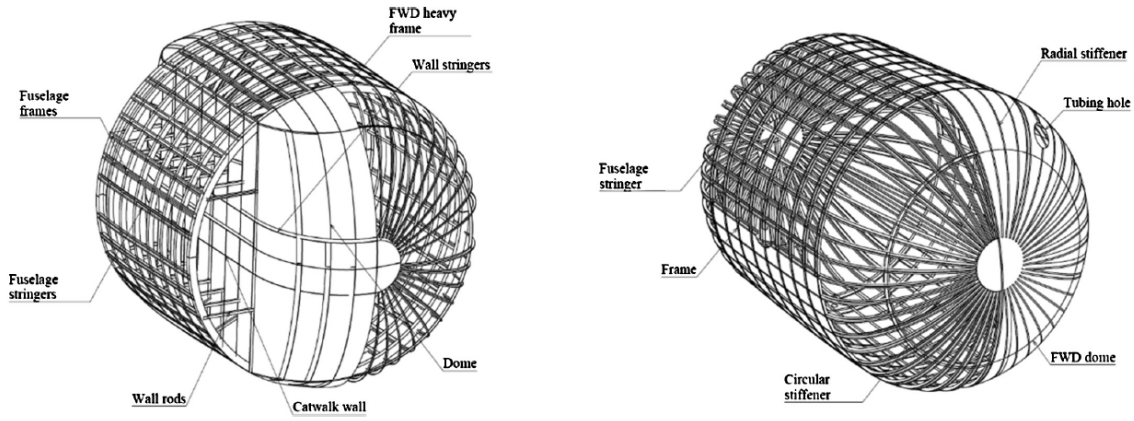 FWD heavy
frame
Wall stringers
Fuselage
frames
Fuselage
stringers
Wall rods
Catwalk wall
Dome
Radial stiffener
Tubing hole
Fuselage
stringer
Frame
Circular
stiffener
FWD dome